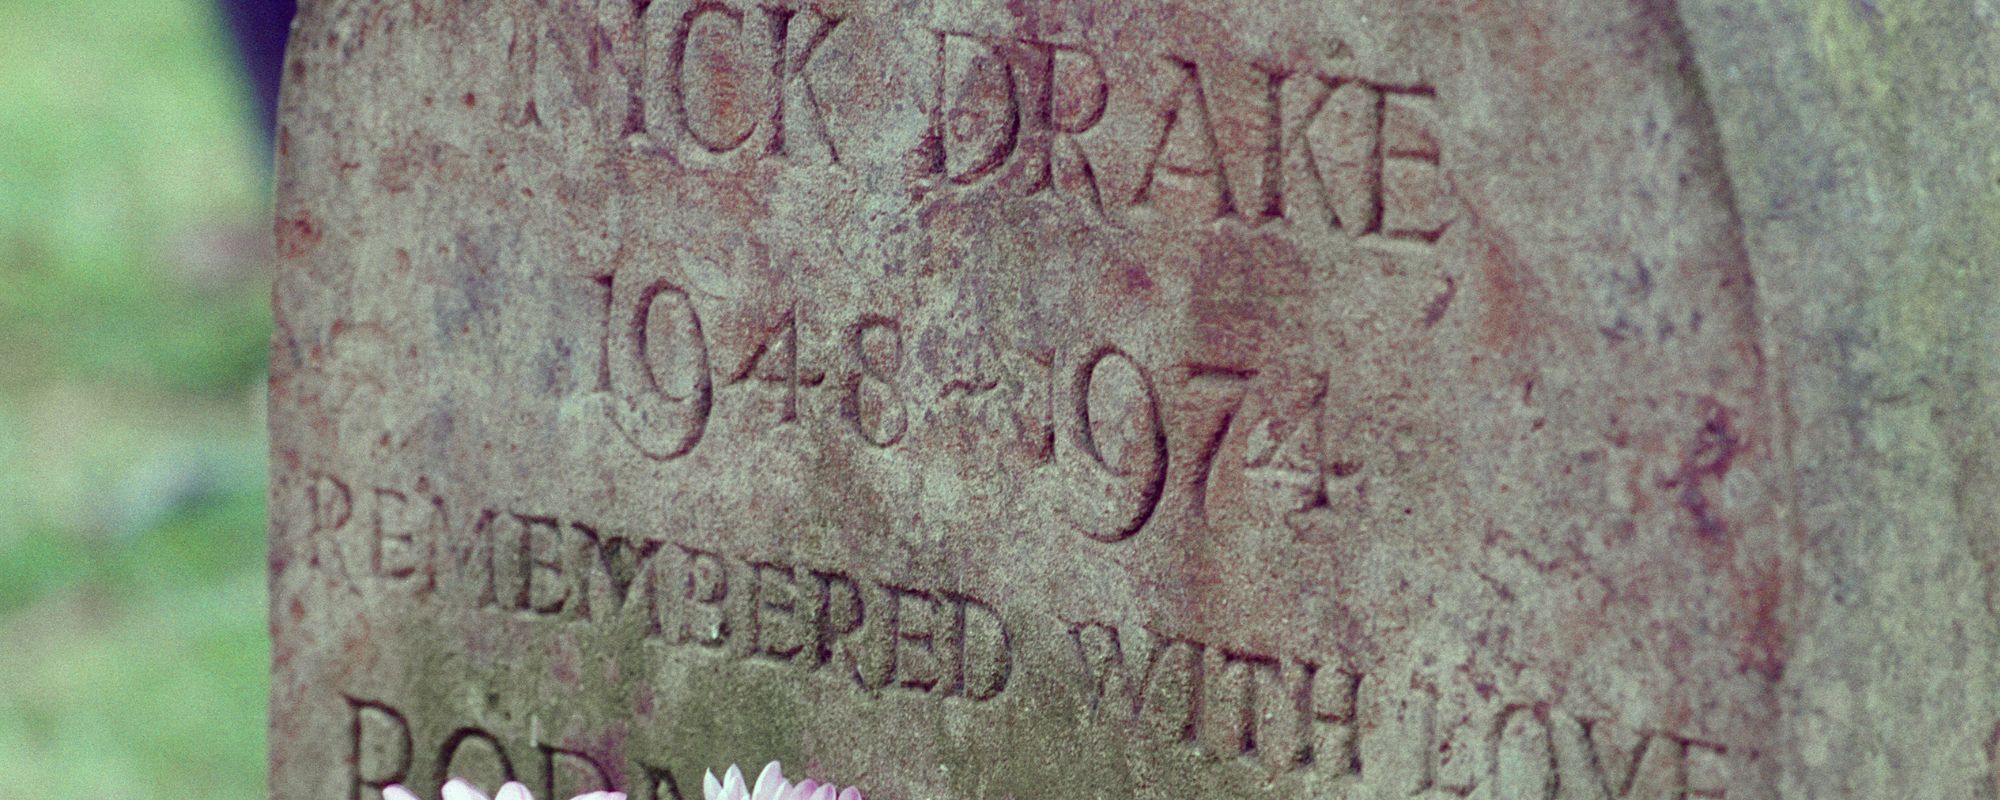 NICK DRAKE
1948~1974
REMEMBERED WITH LOVE